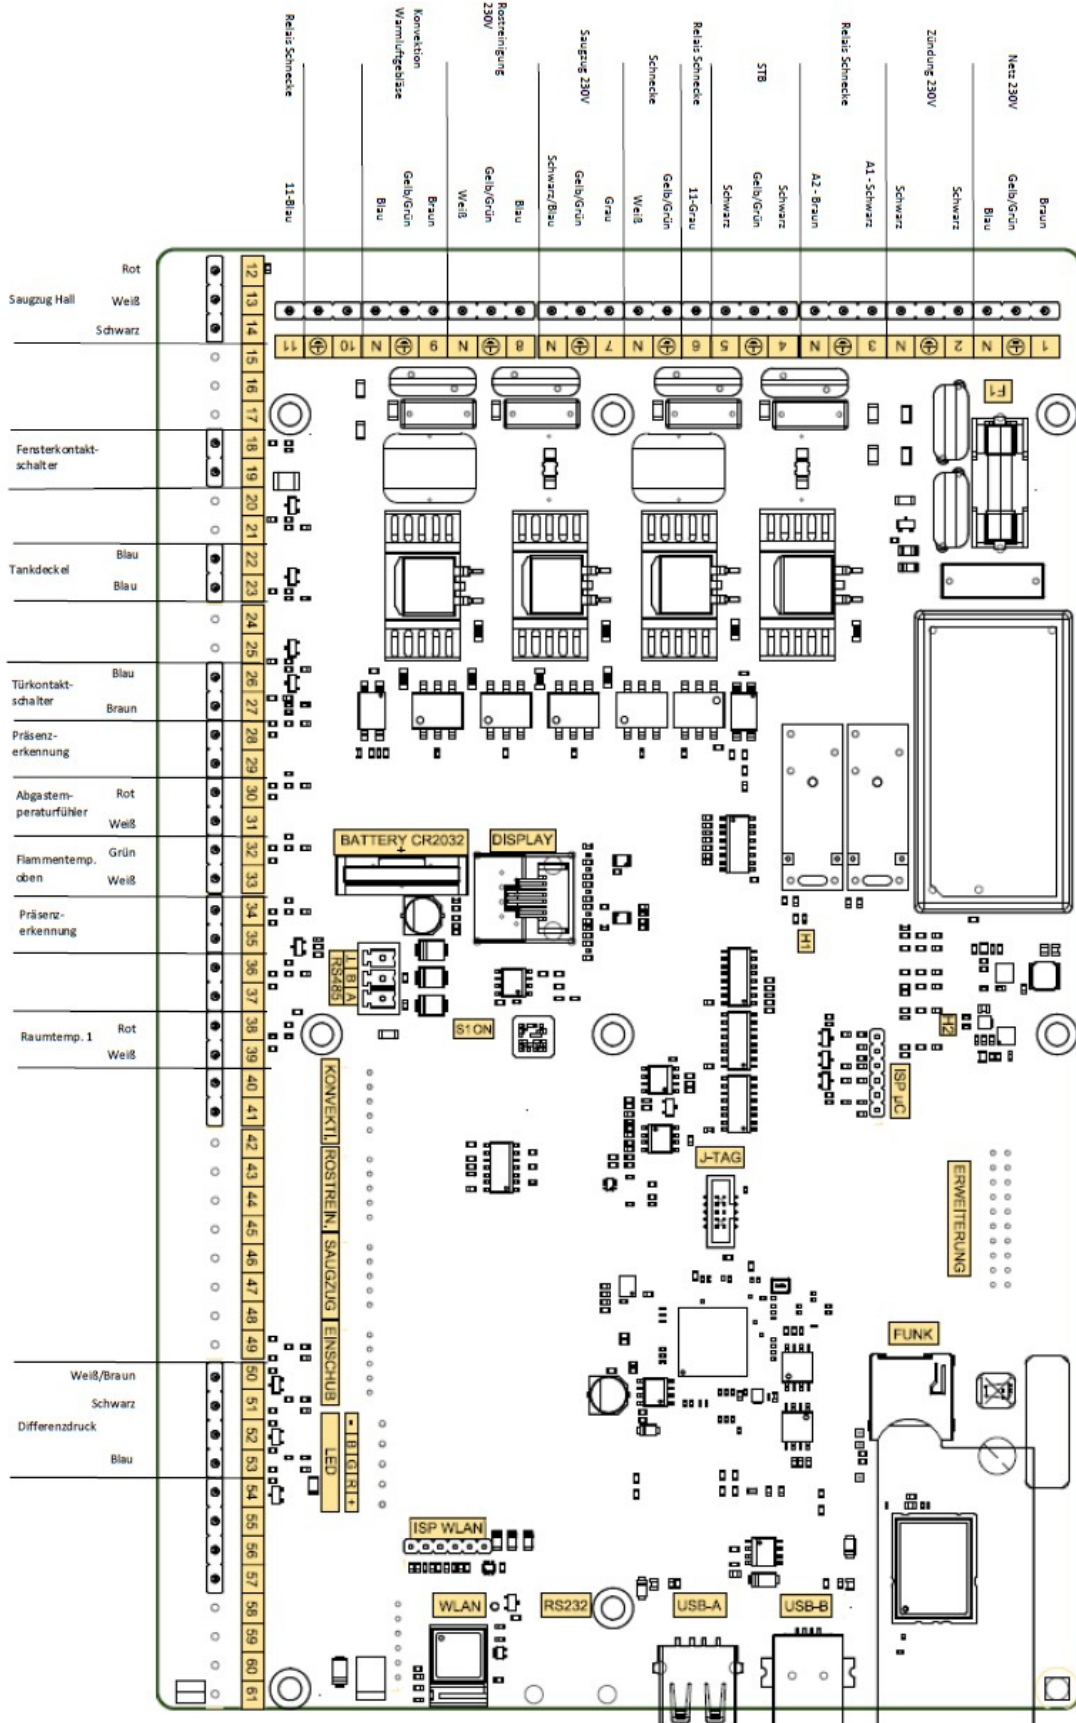 Relais Schnecke
Konvektion
Warmluftgebläse
Rostreinigung
230V
Saugzug 230V
Schnecke
Relais Schnecke
STB
Relais Schnecke
Zündung 230V
Netz 230V
11-Blau
Blau
Gelb/Grün
Braun
Weiß
Gelb/Grün
Blau
Schwarz/Blau
Gelb/Grün
Grau
Weiß
Gelb/Grün
11-Grau
Schwarz
Gelb/Grün
Schwarz
A2 - Braun
A1 - Schwarz
Schwarz
Schwarz
Blau
Gelb/Grün
Braun
11
10
N
9
N
8
N
7
N
6
5
4
N
3
N
2
N
1
F1
Saugzug Hall
Rot
Weiß
Schwarz
12
13
14
15
16
17
Fensterkontakt-
schalter
18
19
20
21
Tankdeckel
Blau
Blau
22
23
24
25
Türkontakt-
schalter
Blau
Braun
26
27
Präsenz-
erkennung
28
29
Abgastem-
peraturfühler
Rot
Weiß
30
31
Flammentemp.
oben
Grün
Weiß
32
33
Präsenz-
erkennung
34
35
36
37
Raumtemp. 1
Rot
Weiß
38
39
40
41
42
43
44
45
46
47
48
49
Differenzdruck
Weiß/Braun
Schwarz
Blau
50
51
52
53
54
55
56
57
58
59
60
61
BATTERY CR2032
+
DISPLAY
RS485
⊥ B A
S1 ON
H1
H2
ISP µC
1
J-TAG
ERWEITERUNG
KONVEKTI.
ROSTREIN.
SAUGZUG
EINSCHUB
LED
- B G R +
FUNK
ISP WLAN
WLAN
RS232
USB-A
USB-B
1